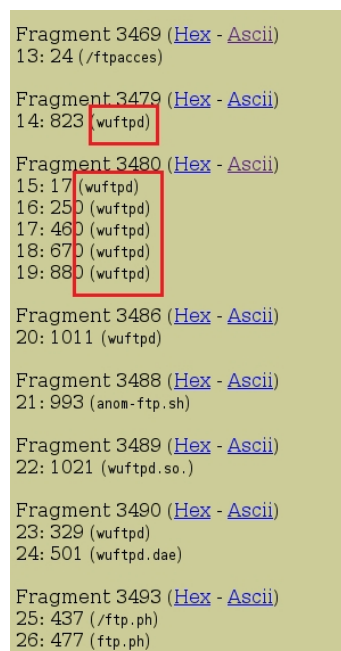 Fragment 3469 (Hex - Ascii)
13: 24 (/ftpacces)
Fragment 3479 (Hex - Ascii)
14: 823 (wuftpd)
Fragment 3480 (Hex - Ascii)
15: 17 (wuftpd)
16: 250 (wuftpd)
17: 460 (wuftpd)
18: 670 (wuftpd)
19: 880 (wuftpd)
Fragment 3486 (Hex - Ascii)
20: 1011 (wuftpd)
Fragment 3488 (Hex - Ascii)
21: 993 (anom-ftp.sh)
Fragment 3489 (Hex - Ascii)
22: 1021 (wuftpd.so.)
Fragment 3490 (Hex - Ascii)
23: 329 (wuftpd)
24: 501 (wuftpd.dae)
Fragment 3493 (Hex - Ascii)
25: 437 (/ftp.ph)
26: 477 (ftp.ph)